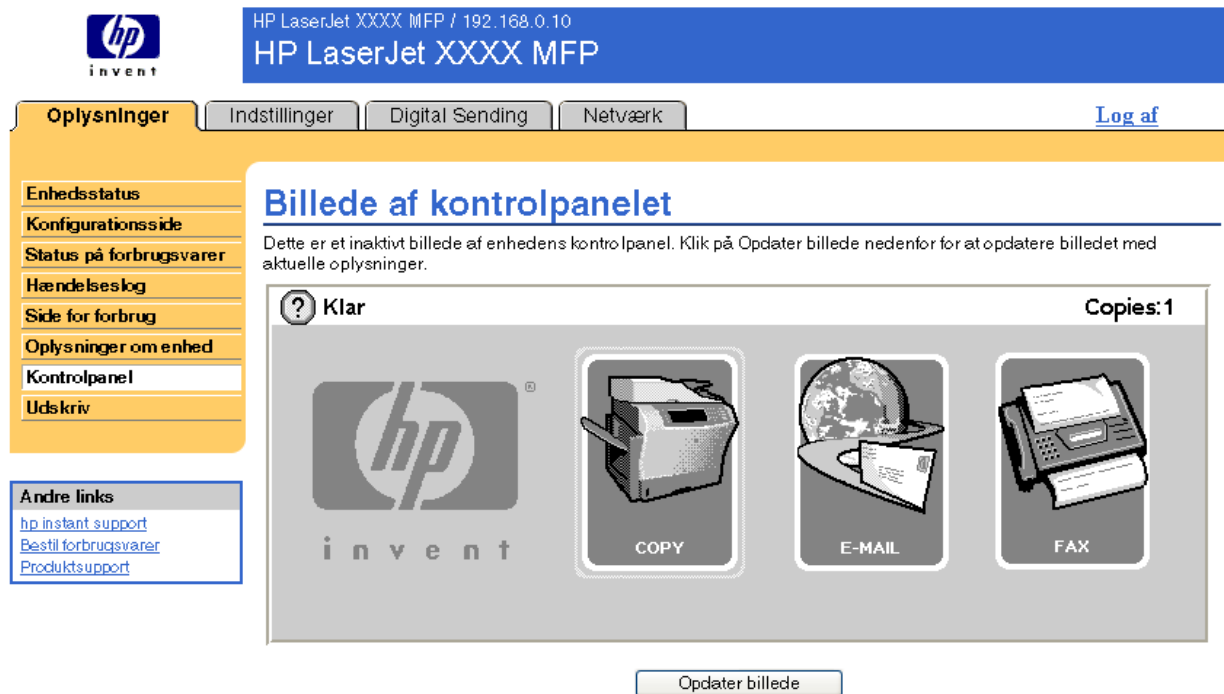 hp
invent
HP LaserJet XXXX MFP / 192.168.0.10
HP LaserJet XXXX MFP
Oplysninger
Indstillinger
Digital Sending
Netværk
Log af
Enhedsstatus
Konfigurationsside
Status på forbrugsvarer
Hændelseslog
Side for forbrug
Oplysninger om enhed
Kontrolpanel
Udskriv
Andre links
hp instant support
Bestil forbrugsvarer
Produktsupport
Billede af kontrolpanelet
Dette er et inaktivt billede af enhedens kontrolpanel. Klik på Opdater billede nedenfor for at opdatere billedet med
aktuelle oplysninger.
? Klar
Copies:1
hp ®
invent
COPY
E-MAIL
FAX
Opdater billede